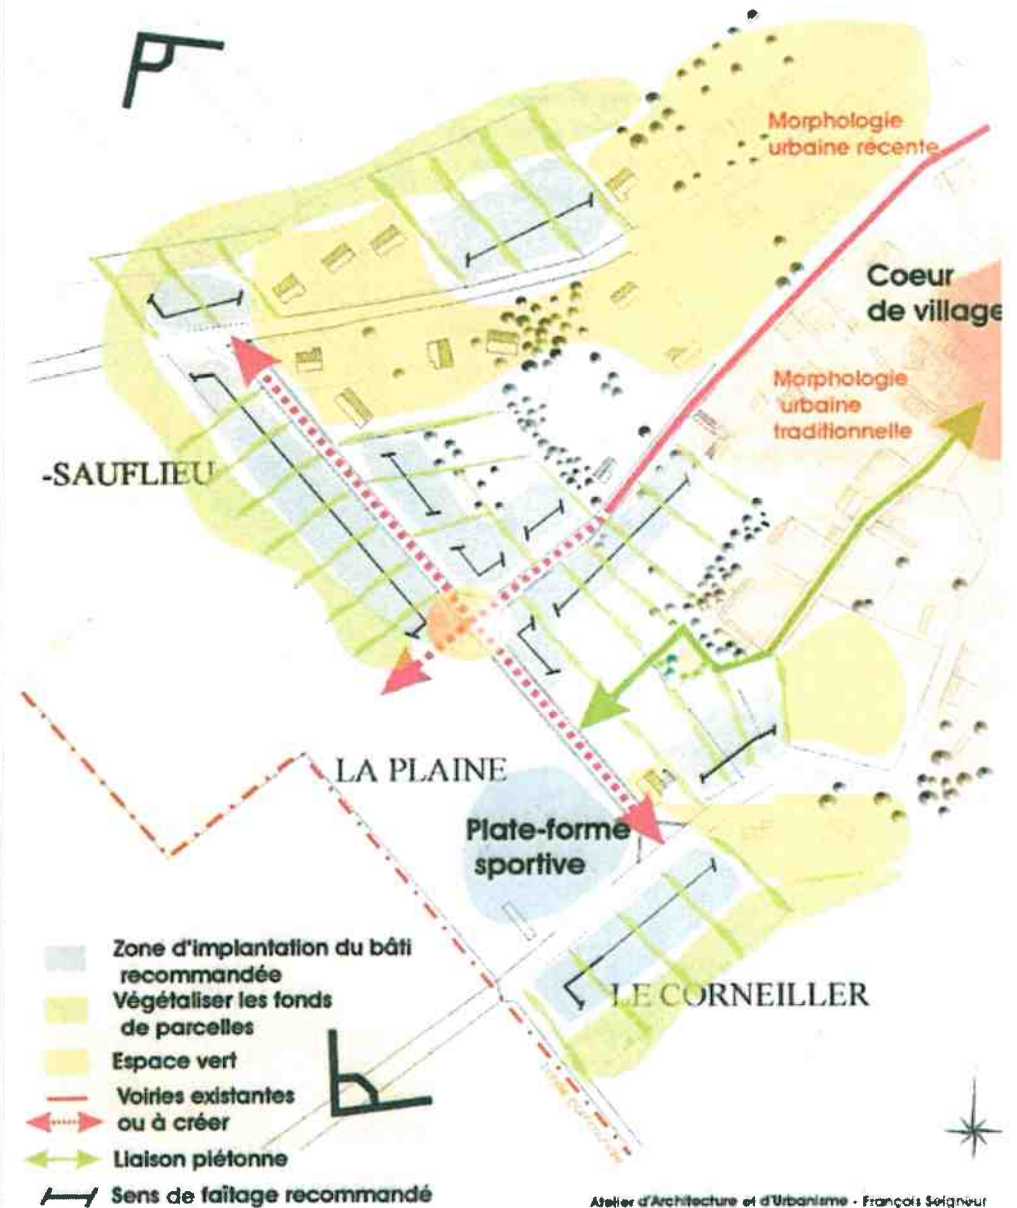 Morphologie
urbaine récente
Coeur
de village
Morphologie
urbaine
traditionnelle
-SAUFLIEU
LA PLAINE
Plate-forme
sportive
LE CORNEILLER
Zone d'implantation du bâti
recommandée
Végétaliser les fonds
de parcelles
Espace vert
Voiries existantes
ou à créer
Liaison piétonne
Sens de faîtage recommandé
Atelier d'Architecture et d'Urbanisme - François Seigneur